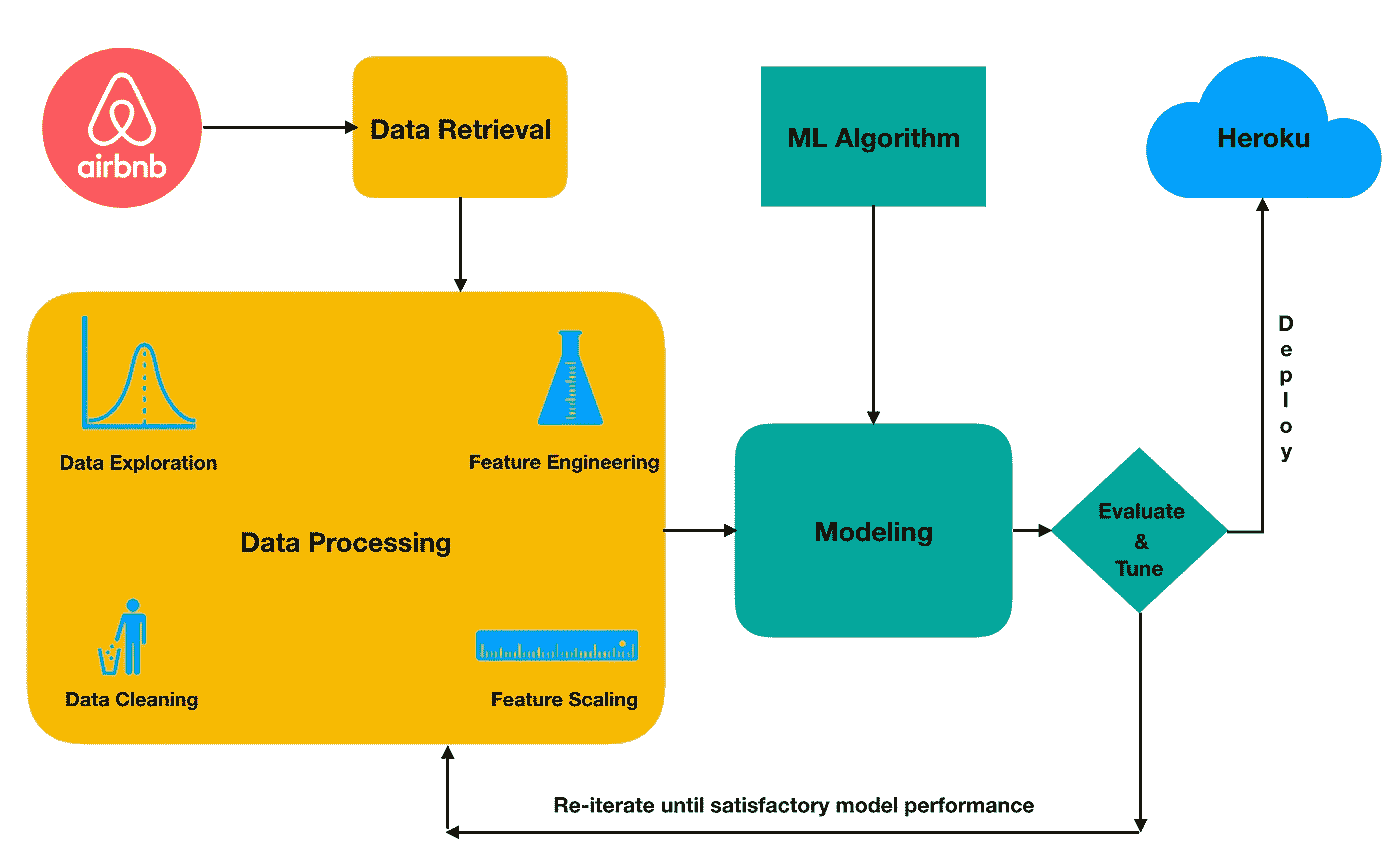 airbnb
Data Retrieval
ML Algorithm
Heroku
Deploy
Data Exploration
Feature Engineering
Data Processing
Data Cleaning
Feature Scaling
Modeling
Evaluate
&
Tune
Re-iterate until satisfactory model performance